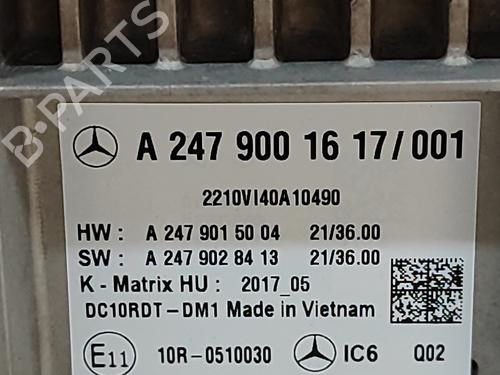 B-PARTS
A 247 900 16 17/001
2210VI40A10490
HW : A 247 901 50 04 21/36.00
SW : A 247 902 84 13 21/36.00
K - Matrix HU : 2017_05
DC10RDT-DM1 Made in Vietnam
E11 10R-0510030 IC6 Q02